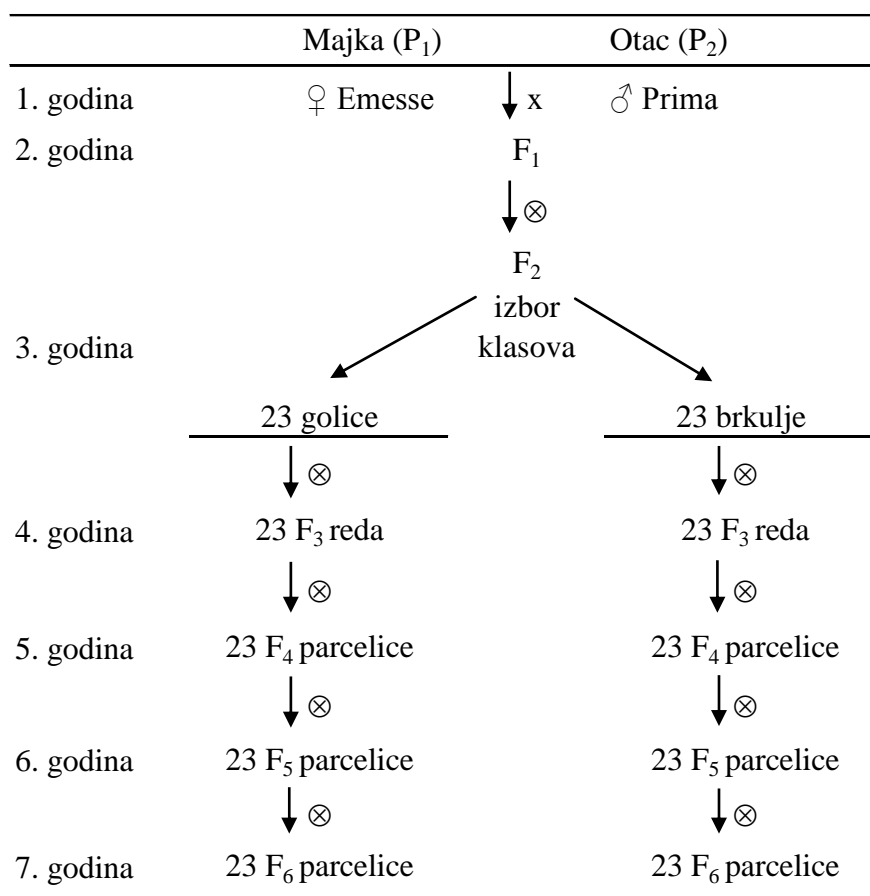 Majka (P₁) Otac (P₂)
1. godina ♀ Emesse x ♂ Prima
2. godina F₁
⊗
F₂
izbor
3. godina klasova
23 golice 23 brkulje
⊗ ⊗
4. godina 23 F₃ reda 23 F₃ reda
⊗ ⊗
5. godina 23 F₄ parcelice 23 F₄ parcelice
⊗ ⊗
6. godina 23 F₅ parcelice 23 F₅ parcelice
⊗ ⊗
7. godina 23 F₆ parcelice 23 F₆ parcelice